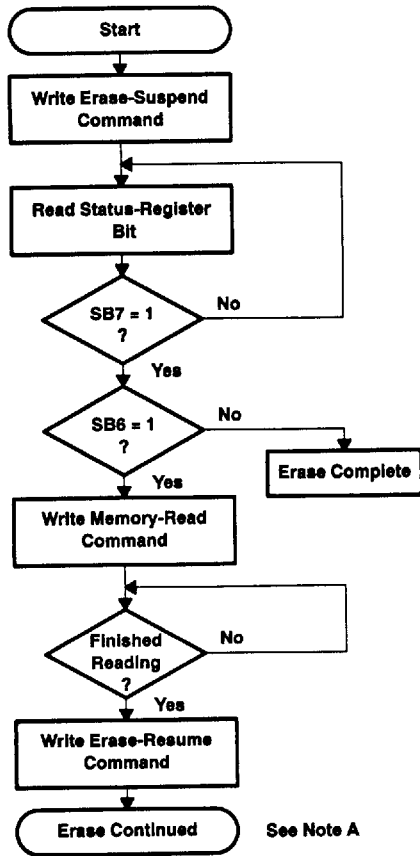 Start
Write Erase-Suspend
Command
Read Status-Register
Bit
SB7 = 1
?
No
Yes
SB6 = 1
?
No
Erase Complete
Yes
Write Memory-Read
Command
Finished
Reading
?
No
Yes
Write Erase-Resume
Command
Erase Continued
See Note A